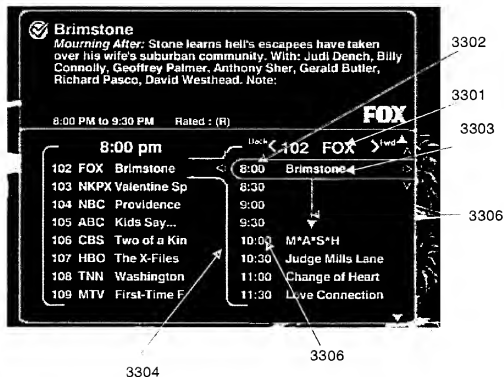 Brimstone
Mourning After: Stone learns hell's escapees have taken
over his wife's suburban community. With: Judi Dench, Billy
Connolly, Geoffrey Palmer, Anthony Sher, Gerald Butler,
Richard Pasco, David Westhead. Note:
8:00 PM to 9:30 PM Rated : (R)
FOX
3302
3301
3303
3306
8:00 pm
102 FOX Brimstone
103 NKPX Valentine Sp
104 NBC Providence
105 ABC Kids Say...
106 CBS Two of a Kin
107 HBO The X-Files
108 TNN Washington
109 MTV First-Time F
Back 102 FOX Fwd
8:00 Brimstone
8:30
9:00
9:30
10:00 M*A*S*H
10:30 Judge Mills Lane
11:00 Change of Heart
11:30 Love Connection
3304
3306